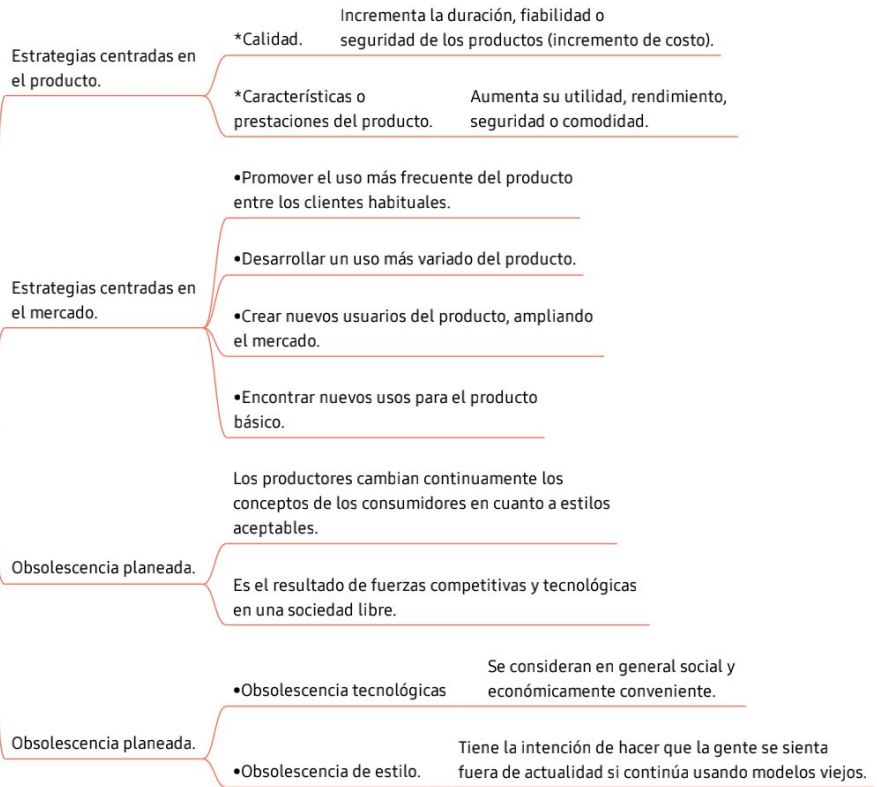 Estrategias centradas en
el producto.
*Calidad.
Incrementa la duración, fiabilidad o
seguridad de los productos (incremento de costo).
*Características o
prestaciones del producto.
Aumenta su utilidad, rendimiento,
seguridad o comodidad.
Estrategias centradas en
el mercado.
•Promover el uso más frecuente del producto
entre los clientes habituales.
•Desarrollar un uso más variado del producto.
•Crear nuevos usuarios del producto, ampliando
el mercado.
•Encontrar nuevos usos para el producto
básico.
Obsolescencia planeada.
Los productores cambian continuamente los
conceptos de los consumidores en cuanto a estilos
aceptables.
Es el resultado de fuerzas competitivas y tecnológicas
en una sociedad libre.
Obsolescencia planeada.
•Obsolescencia tecnológicas
Se consideran en general social y
económicamente conveniente.
•Obsolescencia de estilo.
Tiene la intención de hacer que la gente se sienta
fuera de actualidad si continúa usando modelos viejos.